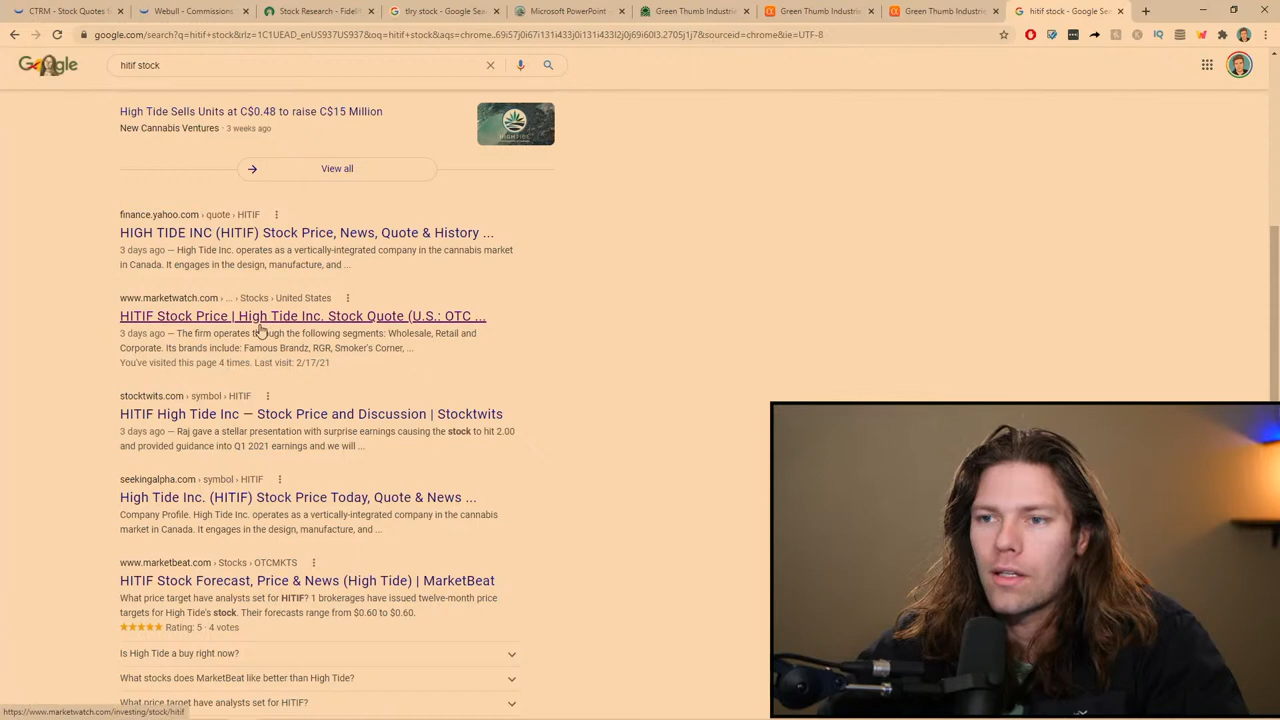 CTRM - Stock Quotes f
Webull - Commissions
Stock Research - Fideli
tlry stock - Google Sea
Microsoft PowerPoint
Green Thumb Industrie
Green Thumb Industrie
Green Thumb Industrie
hitif stock - Google Sea
google.com/search?q=hitif+stock&rlz=1C1UEAD_enUS937US937&oq=hitif+stock&aqs=chrome..69i57j0i67i131i433j0i131i433l2j0j69i60l3.2705j1j7&sourceid=chrome&ie=UTF-8
Google
hitif stock
High Tide Sells Units at C$0.48 to raise C$15 Million
New Cannabis Ventures · 3 weeks ago
View all
finance.yahoo.com › quote › HITIF
HIGH TIDE INC (HITIF) Stock Price, News, Quote & History ...
3 days ago — High Tide Inc. operates as a vertically-integrated company in the cannabis market
in Canada. It engages in the design, manufacture, and ...
www.marketwatch.com › ... › Stocks › United States
HITIF Stock Price | High Tide Inc. Stock Quote (U.S.: OTC ...
3 days ago — The firm operates through the following segments: Wholesale, Retail and
Corporate. Its brands include: Famous Brandz, RGR, Smoker's Corner, ...
You've visited this page 4 times. Last visit: 2/17/21
stocktwits.com › symbol › HITIF
HITIF High Tide Inc — Stock Price and Discussion | Stocktwits
3 days ago — Raj gave a stellar presentation with surprise earnings causing the stock to hit 2.00
and provided guidance into Q1 2021 earnings and we will ...
seekingalpha.com › symbol › HITIF
High Tide Inc. (HITIF) Stock Price Today, Quote & News ...
Company Profile. High Tide Inc. operates as a vertically-integrated company in the cannabis
market in Canada. It engages in the design, manufacture, and ...
www.marketbeat.com › Stocks › OTCMKTS
HITIF Stock Forecast, Price & News (High Tide) | MarketBeat
What price target have analysts set for HITIF? 1 brokerages have issued twelve-month price
targets for High Tide's stock. Their forecasts range from $0.60 to $0.60.
Rating: 5 · 4 votes
Is High Tide a buy right now?
What stocks does MarketBeat like better than High Tide?
What price target have analysts set for HITIF?
https://www.marketwatch.com/investing/stock/hitif